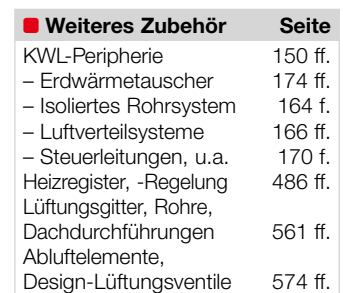 Weiteres Zubehör Seite
KWL-Peripherie 150 ff.
– Erdwärmetauscher 174 ff.
– Isoliertes Rohrsystem 164 f.
– Luftverteilsysteme 166 ff.
– Steuerleitungen, u.a. 170 f.
Heizregister, -Regelung 486 ff.
Lüftungsgitter, Rohre,
Dachdurchführungen 561 ff.
Abluftelemente,
Design-Lüftungsventile 574 ff.